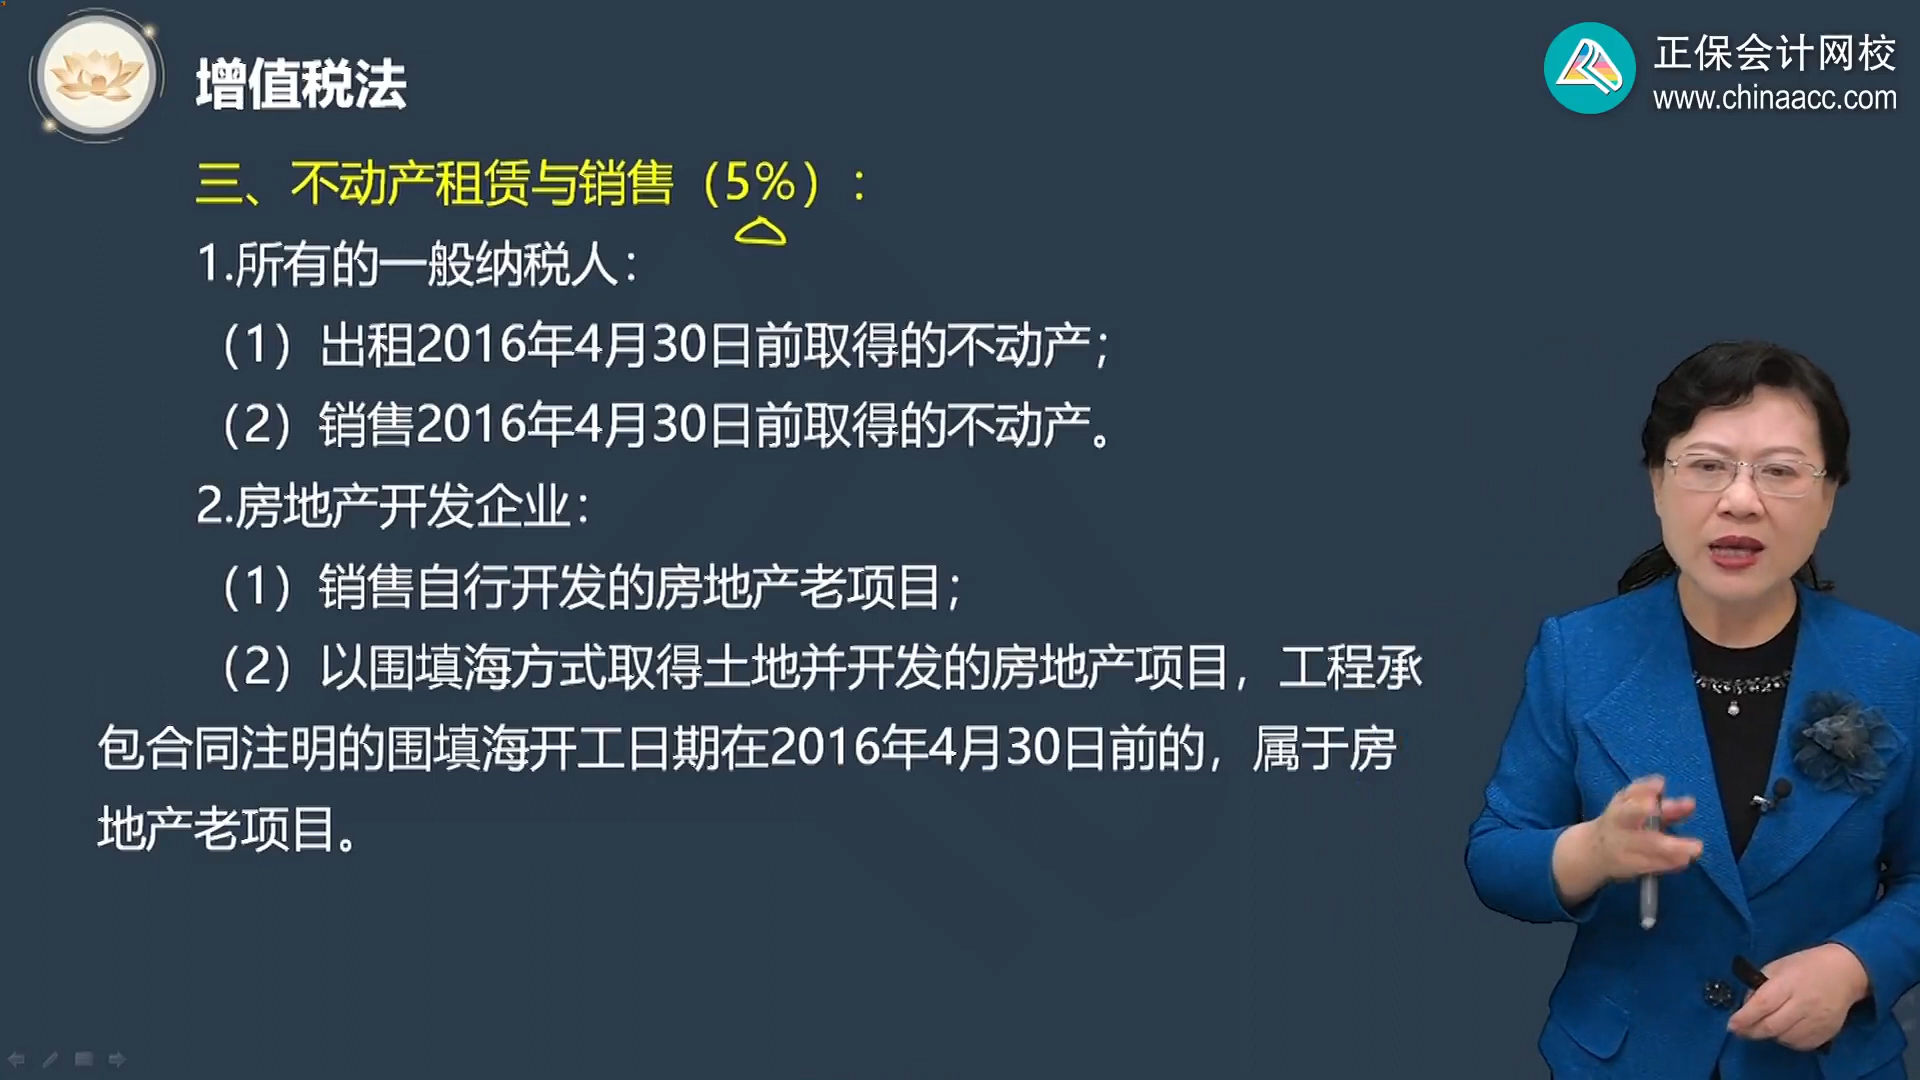 增值税法
正保会计网校
www.chinaacc.com
三、不动产租赁与销售（5%）：
1.所有的一般纳税人：
（1）出租2016年4月30日前取得的不动产；
（2）销售2016年4月30日前取得的不动产。
2.房地产开发企业：
（1）销售自行开发的房地产老项目；
（2）以围填海方式取得土地并开发的房地产项目，工程承
包合同注明的围填海开工日期在2016年4月30日前的，属于房
地产老项目。